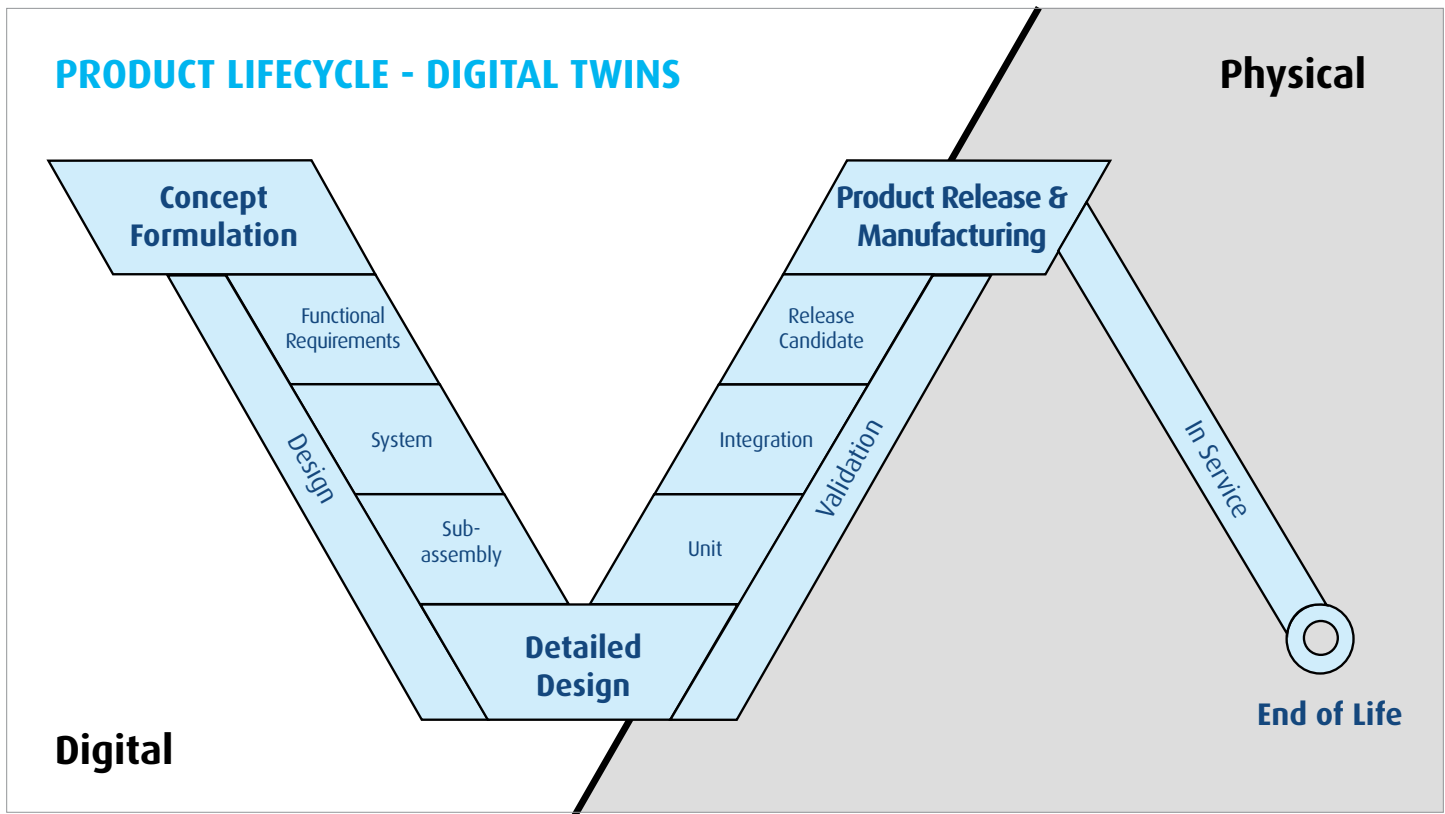 PRODUCT LIFECYCLE - DIGITAL TWINS
Physical
Concept
Formulation
Product Release &
Manufacturing
Functional
Requirements
System
Sub-
assembly
Design
Detailed
Design
Release
Candidate
Integration
Unit
Validation
In Service
End of Life
Digital